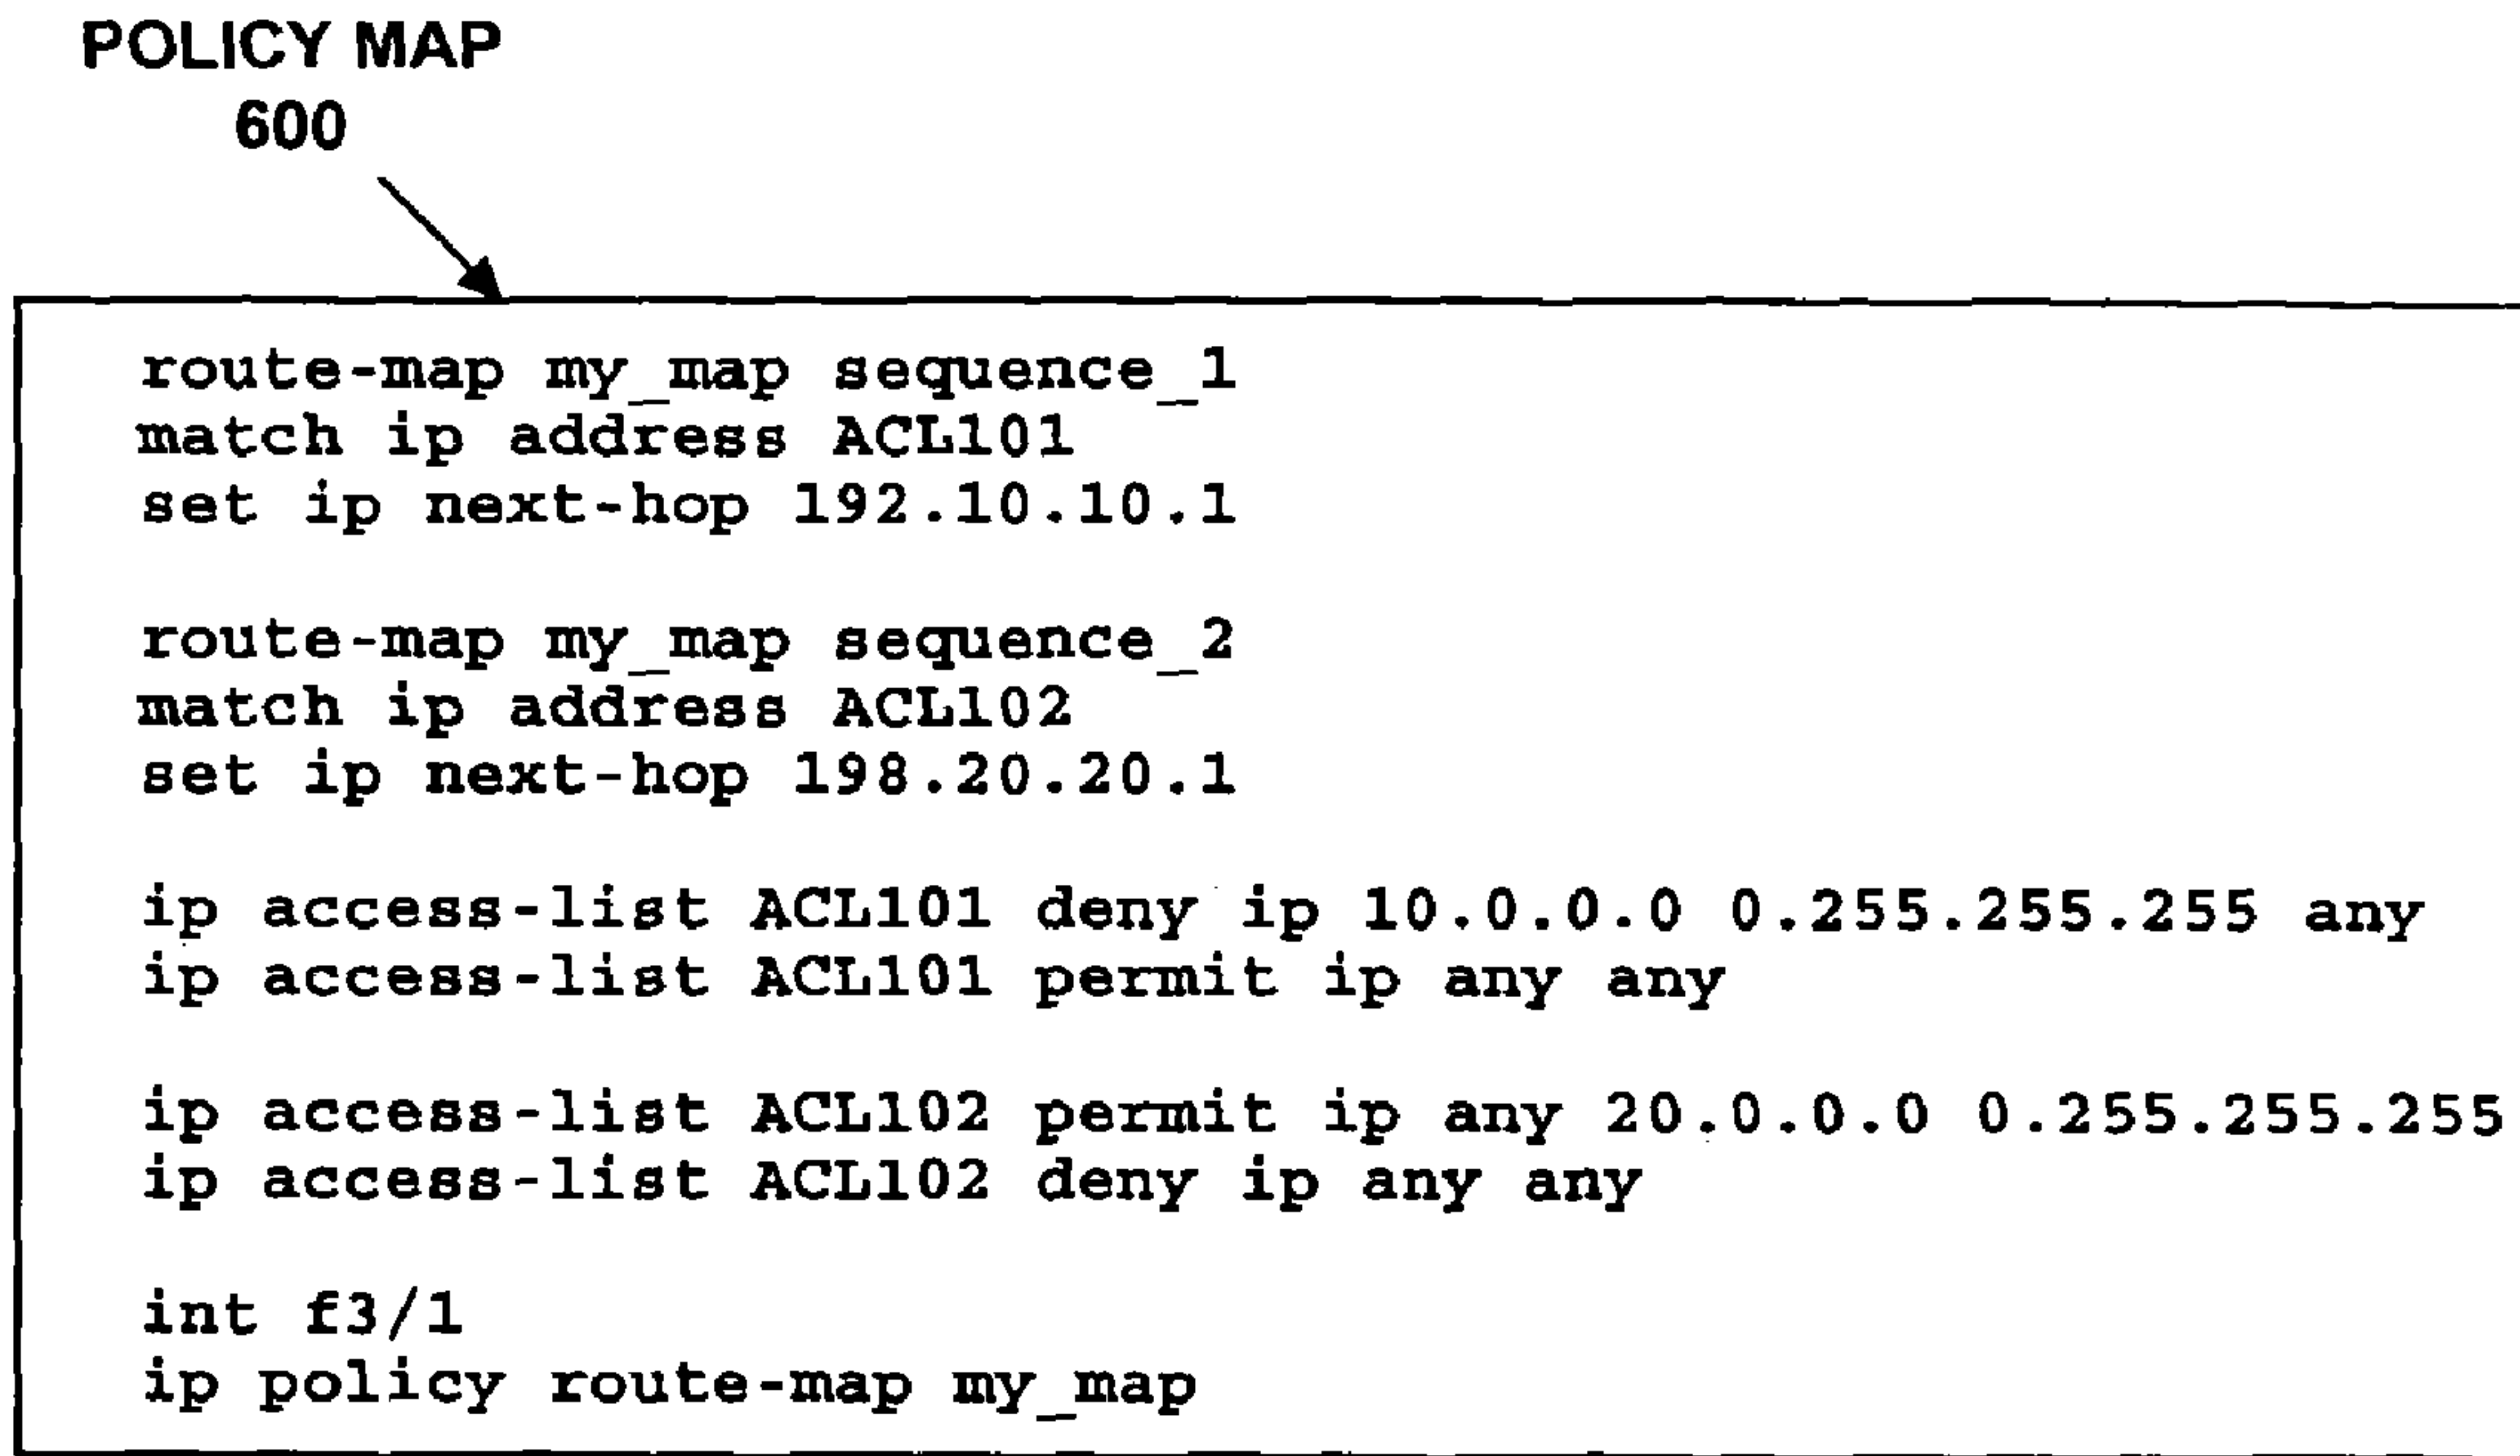 POLICY MAP
600
route-map my_map sequence_1
match ip address ACL101
set ip next-hop 192.10.10.1
route-map my_map sequence_2
match ip address ACL102
set ip next-hop 198.20.20.1
ip access-list ACL101 deny ip 10.0.0.0 0.255.255.255 any
ip access-list ACL101 permit ip any any
ip access-list ACL102 permit ip any 20.0.0.0 0.255.255.255
ip access-list ACL102 deny ip any any
int f3/1
ip policy route-map my_map